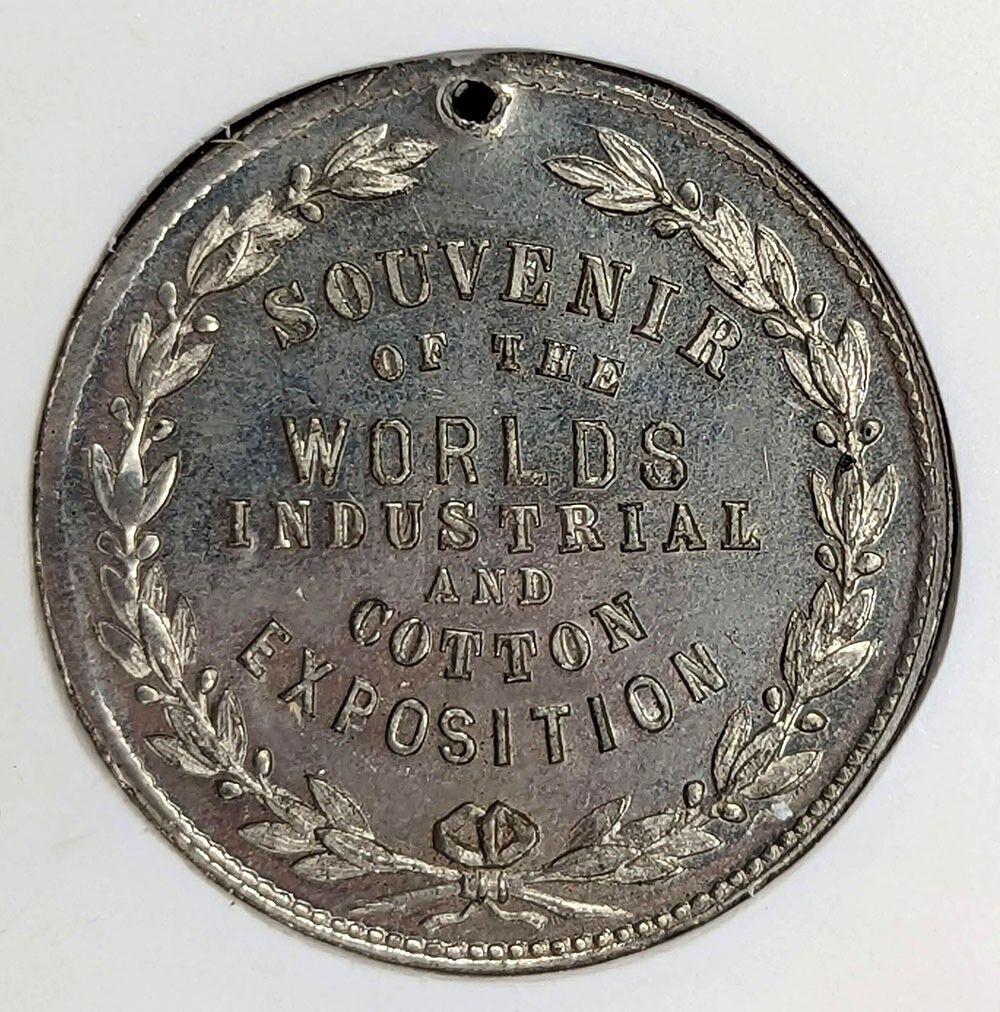 SOUVENIR
OF THE
WORLDS
INDUSTRIAL
AND
COTTON
EXPOSITION